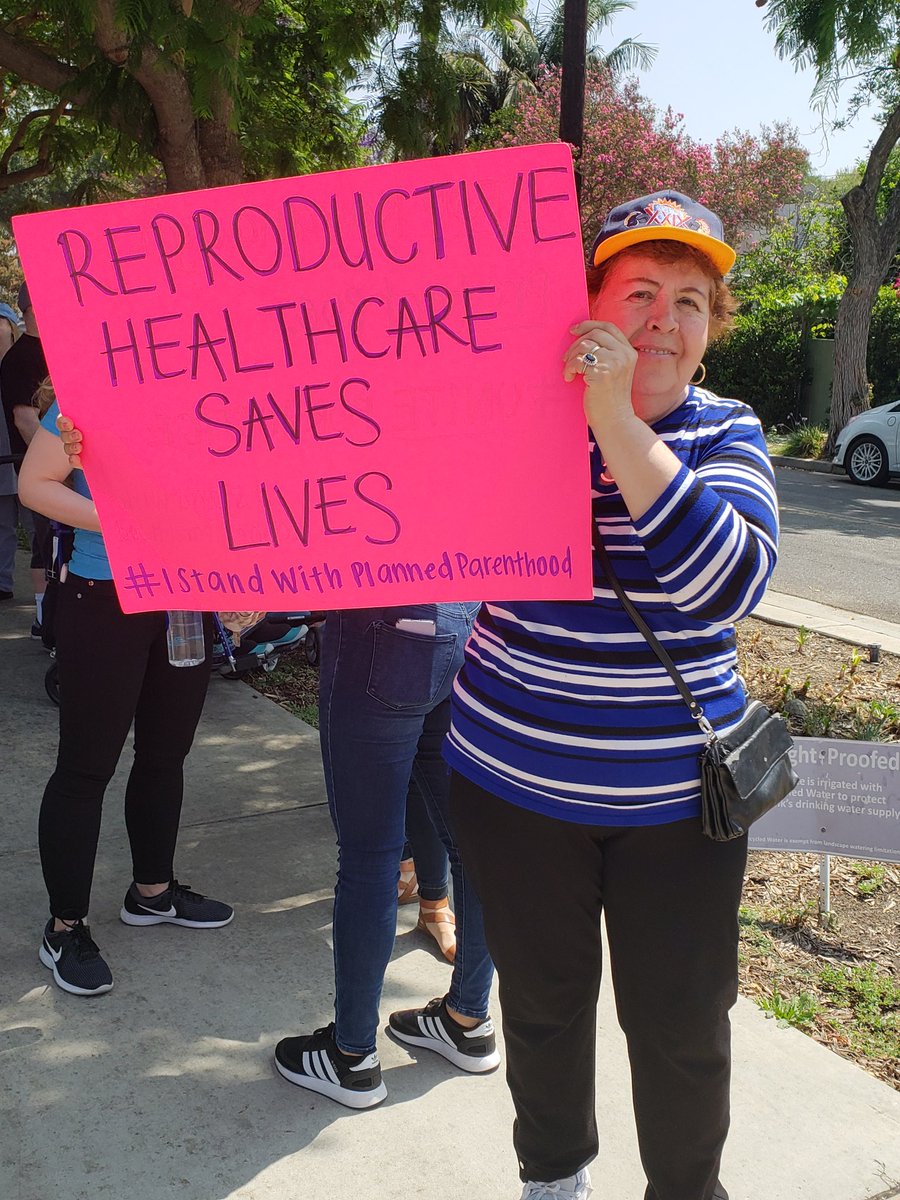 REPRODUCTIVE
HEALTHCARE
SAVES
LIVES
#IStandWithPlannedParenthood
XXIX
ght-Proofed
e is irrigated with
ed Water to protect
k's drinking water supply
cycled Water is exempt from landscape watering limitation